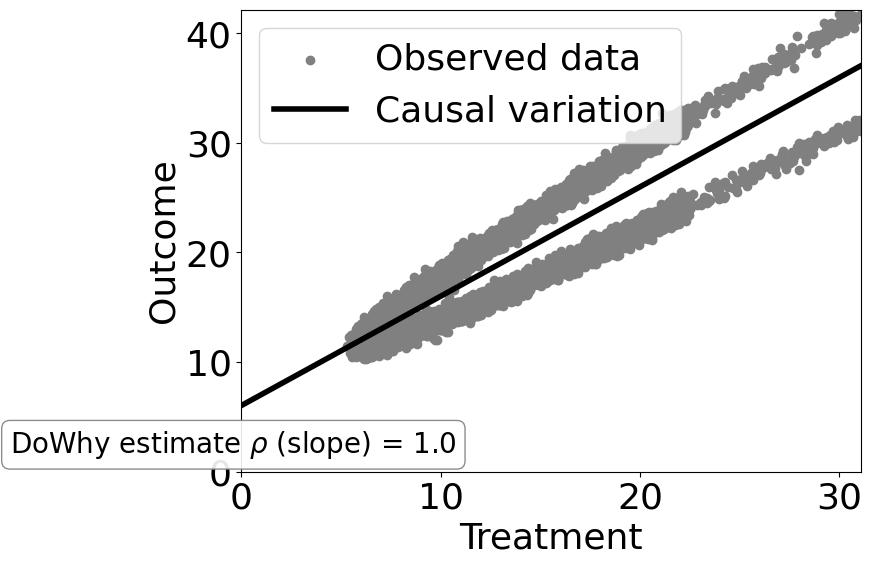 Observed data
Causal variation
40
30
20
10
0
Outcome
DoWhy estimate ρ (slope) = 1.0
0 10 20 30
Treatment